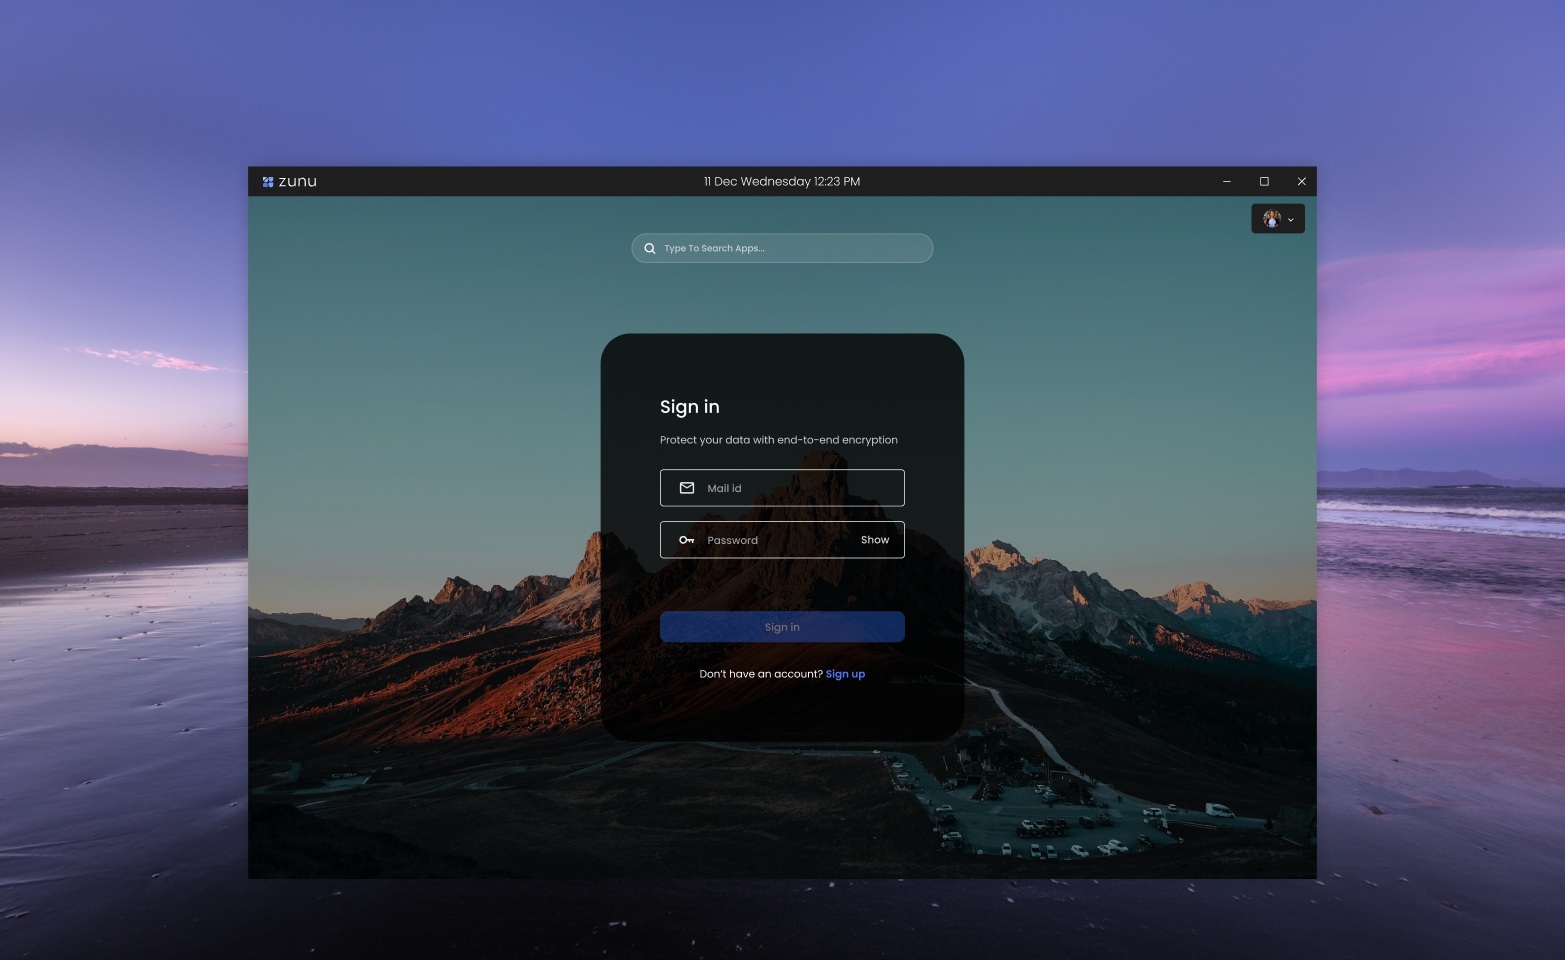 zunu
11 Dec Wednesday 12:23 PM
Type To Search Apps...
Sign in
Protect your data with end-to-end encryption
Mail id
Password Show
Sign in
Don't have an account? Sign up